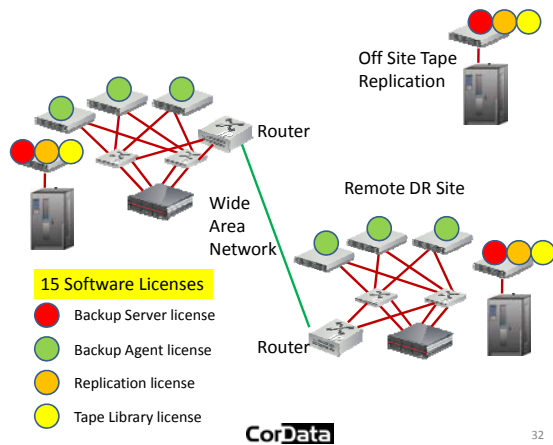 Off Site Tape
Replication
Router
Remote DR Site
Wide
Area
Network
15 Software Licenses
Backup Server license
Backup Agent license
Replication license
Tape Library license
Router
CorData
32